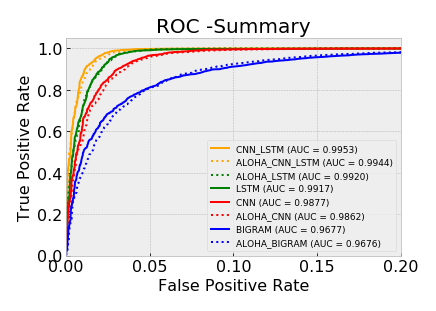 ROC -Summary
True Positive Rate
1.0
0.8
0.6
0.4
0.2
0.0
CNN_LSTM (AUC = 0.9953)
ALOHA_CNN_LSTM (AUC = 0.9944)
ALOHA_LSTM (AUC = 0.9920)
LSTM (AUC = 0.9917)
CNN (AUC = 0.9877)
ALOHA_CNN (AUC = 0.9862)
BIGRAM (AUC = 0.9677)
ALOHA_BIGRAM (AUC = 0.9676)
0.00 0.05 0.10 0.15 0.20
False Positive Rate